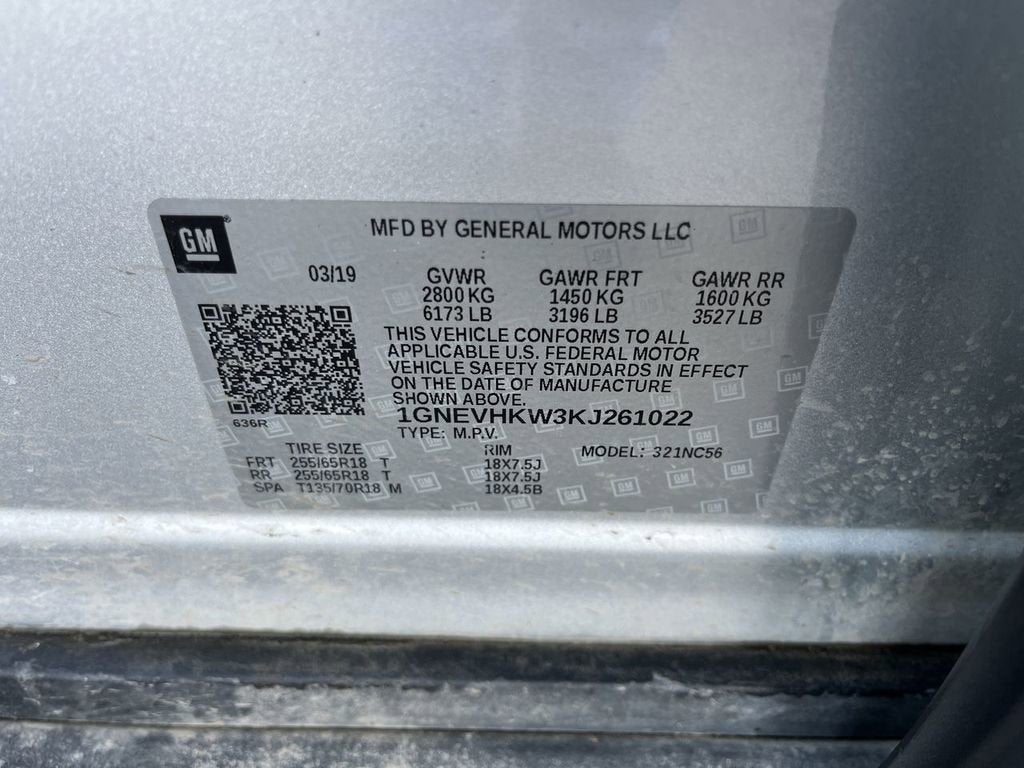 GM
MFD BY GENERAL MOTORS LLC
03/19 GVWR GAWR FRT GAWR RR
2800 KG 1450 KG 1600 KG
6173 LB 3196 LB 3527 LB
THIS VEHICLE CONFORMS TO ALL
APPLICABLE U.S. FEDERAL MOTOR
VEHICLE SAFETY STANDARDS IN EFFECT
ON THE DATE OF MANUFACTURE
SHOWN ABOVE.
1GNEVHKW3KJ261022
636R TYPE: M.P.V.
TIRE SIZE RIM MODEL: 321NC56
FRT 255/65R18 T 18X7.5J
RR 255/65R18 T 18X7.5J
SPA T135/70R18 M 18X4.5B